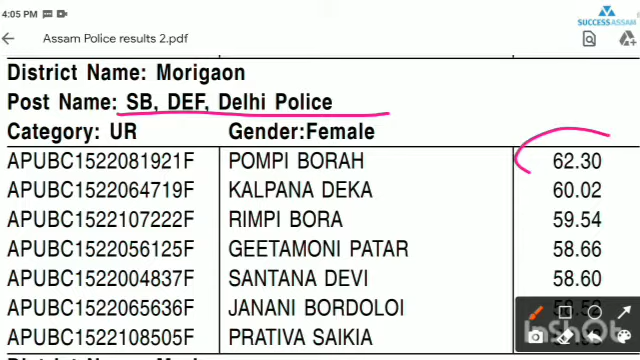 4:05 PM
SUCCESS ASSAM
Assam Police results 2.pdf
District Name: Morigaon
Post Name: SB, DEF, Delhi Police
Category: UR Gender:Female
APUBC1522081921F POMPI BORAH 62.30
APUBC1522064719F KALPANA DEKA 60.02
APUBC1522107222F RIMPI BORA 59.54
APUBC1522056125F GEETAMONI PATAR 58.66
APUBC1522004837F SANTANA DEVI 58.60
APUBC1522065636F JANANI BORDOLOI
APUBC1522108505F PRATIVA SAIKIA
InShot